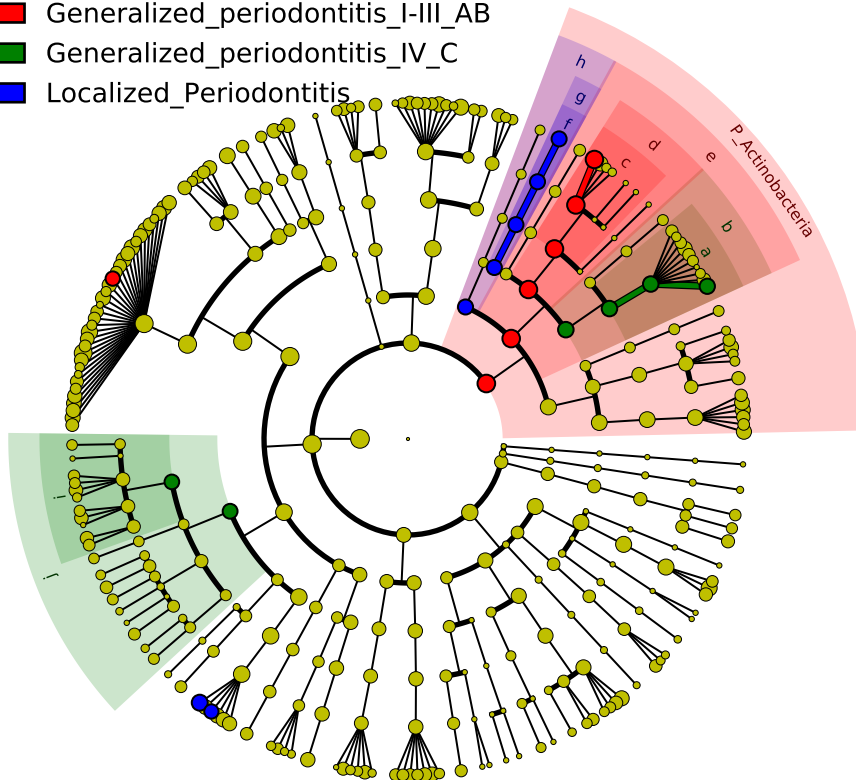 Generalized_periodontitis_I-III_AB
Generalized_periodontitis_IV_C
Localized_Periodontitis
h
g
f
d
c
e
P_Actinobacteria
b
a
i
j